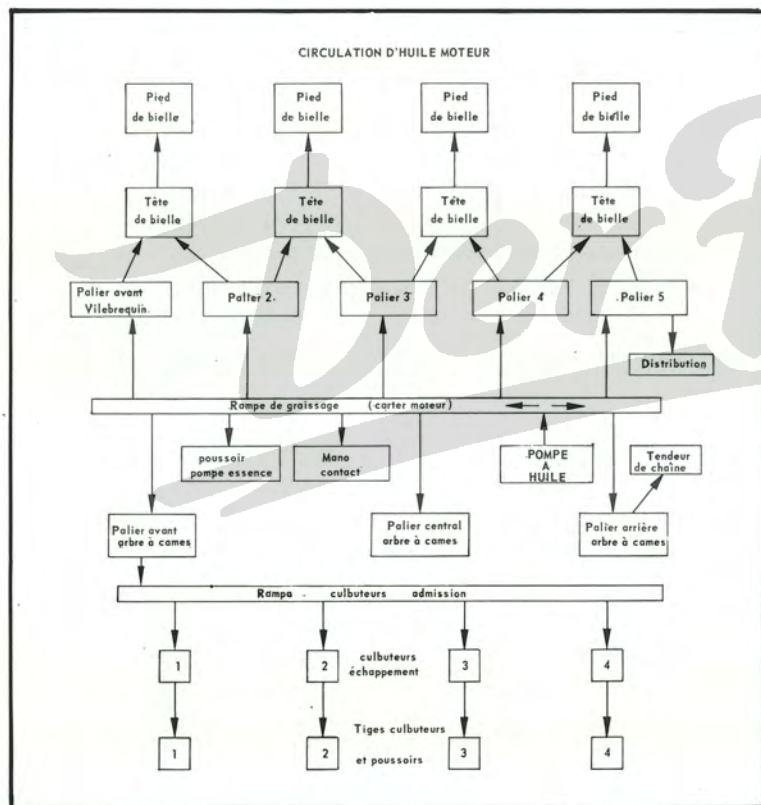 CIRCULATION D'HUILE MOTEUR
Pied
de bielle
Pied
de bielle
Pied
de bielle
Pied
de bielle
Tête
de bielle
Tête
de bielle
Tête
de bielle
Tête
de bielle
Palier avant
Vilebrequin.
Palier 2.
Palier 3
Palier 4
Palier 5
Distribution
Rampe de graissage (carter moteur)
poussoir
pompe essence
Mano
contact
POMPE
A
HUILE
Tendeur
de chaîne
Palier avant
arbre à cames
Palier central
arbre à cames
Palier arrière
arbre à cames
Rampa culbuteurs admission
1
2
3
4
culbuteurs
échappement
Tiges culbuteurs
et poussoirs
1
2
3
4